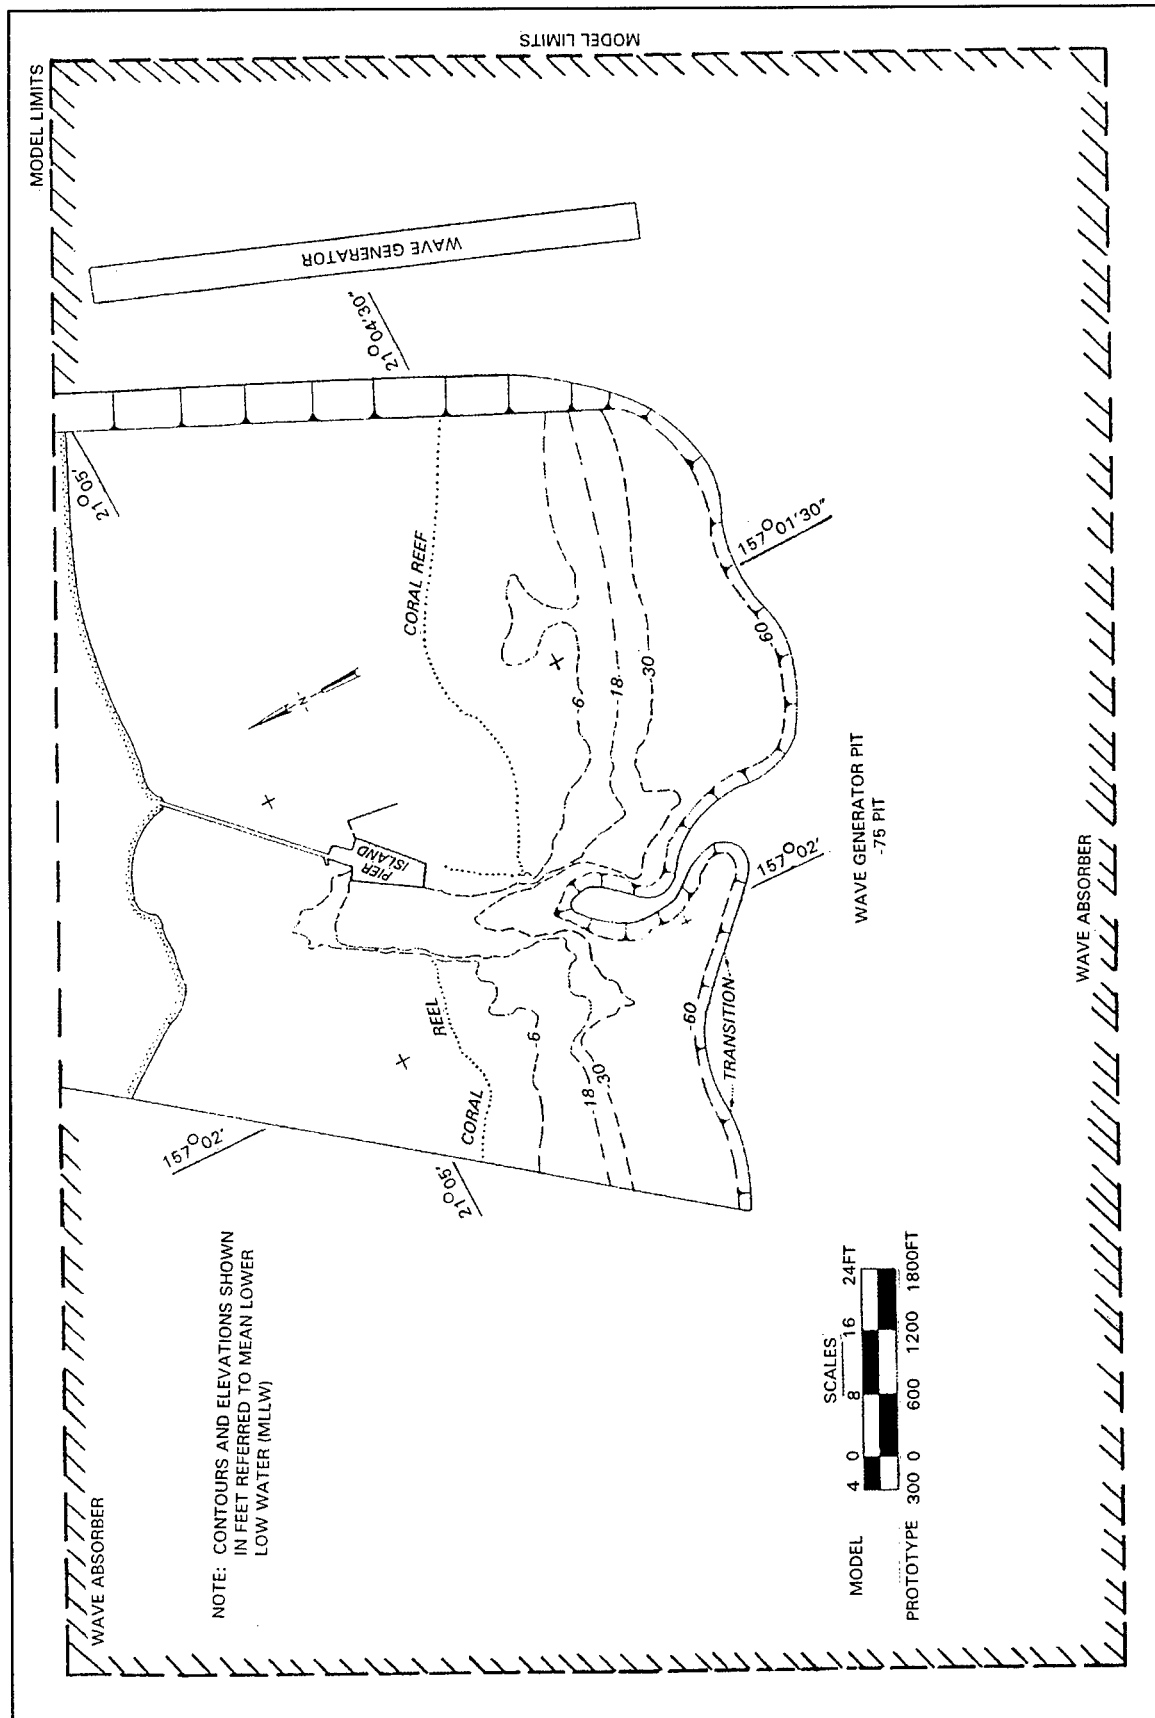 MODEL LIMITS
MODEL LIMITS
WAVE GENERATOR
21°04'30"
21°05'
CORAL REEF
157°01'30"
-6
-18
-30
-60
N
PIER
ISLAND
WAVE GENERATOR PIT
-75 PIT
157°02'
REEL
CORAL
-6
-18
-30
-60
TRANSITION
157°02'
21°05'
WAVE ABSORBER
WAVE ABSORBER
NOTE: CONTOURS AND ELEVATIONS SHOWN
IN FEET REFERRED TO MEAN LOWER
LOW WATER (MLLW)
SCALES
MODEL 4 0 8 16 24FT
PROTOTYPE 300 0 600 1200 1800FT